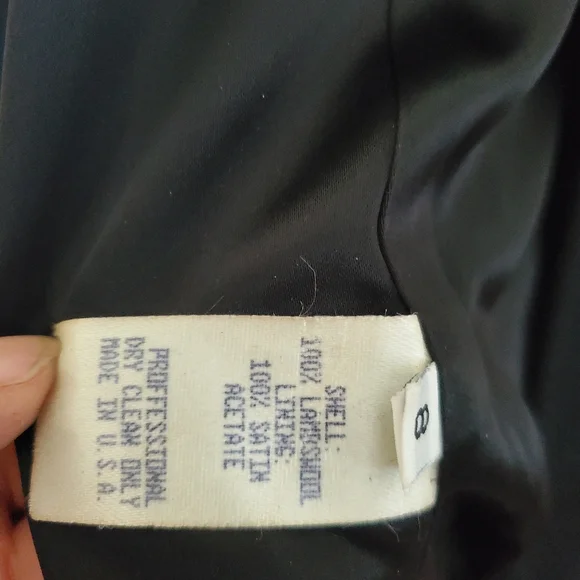 SHELL:
100% LAMBSWOOL
LINING:
100% SATIN
ACETATE
PROFESSIONAL
DRY CLEAN ONLY
MADE IN U.S.A
8